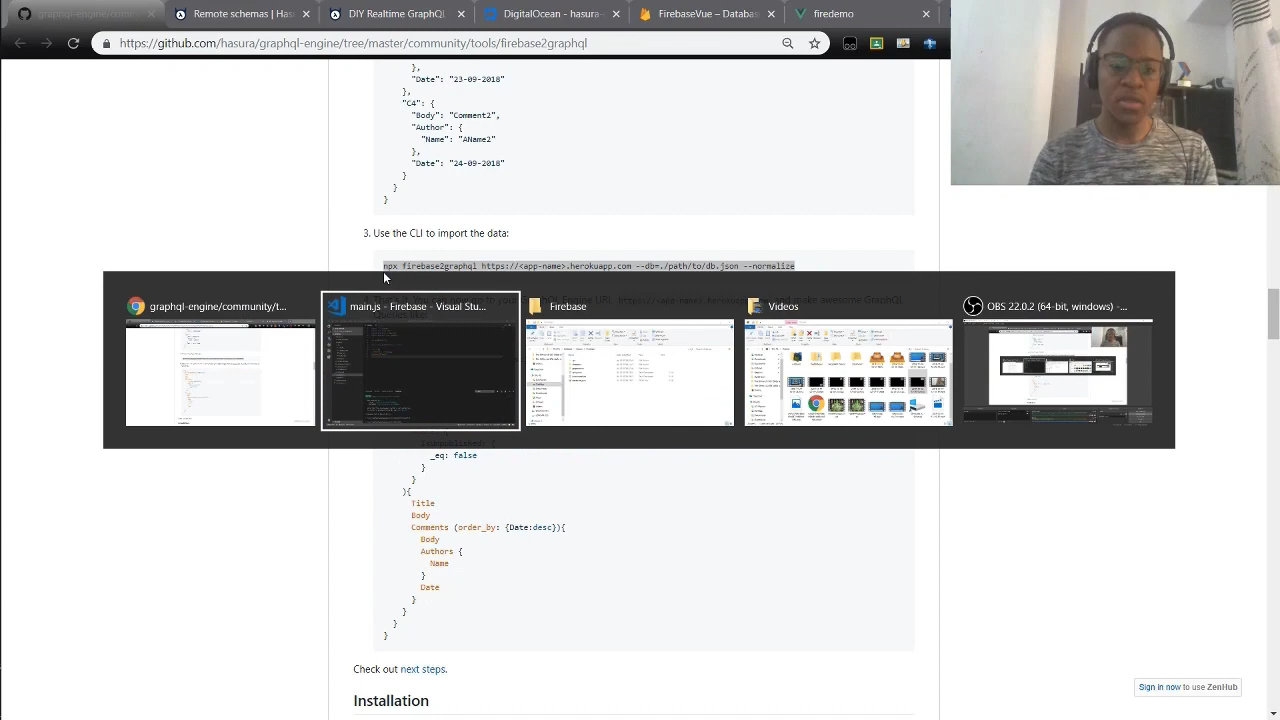 Remote schemas | Has
DIY Realtime GraphQL
DigitalOcean - hasura-
FirebaseVue – Databas
firedemo
https://github.com/hasura/graphql-engine/tree/master/community/tools/firebase2graphql
},
"Date": "23-09-2018"
},
"C4": {
"Body": "Comment2",
"Author": {
"Name": "AName2"
},
"Date": "24-09-2018"
}
}
}
3. Use the CLI to import the data:
npx firebase2graphql https://<app-name>.herokuapp.com --db=./path/to/db.json --normalize
graphql-engine/community/t...
main.js - Firebase - Visual Stu...
Firebase
Videos
OBS 22.0.2 (64-bit, windows) -...
_eq: false
}
}
){
Title
Body
Comments (order_by: {Date:desc}){
Body
Authors {
Name
}
Date
}
}
}
}
Check out next steps.
Installation
Sign in now to use ZenHub